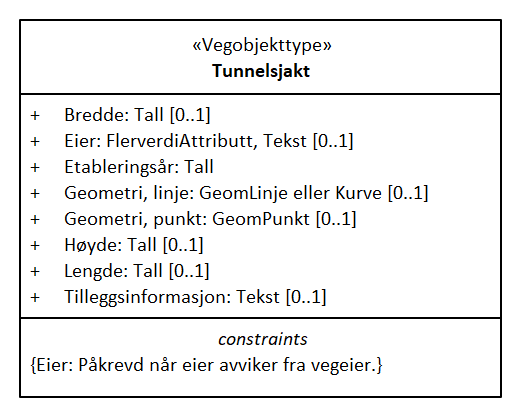 «Vegobjekttype»
Tunnelsjakt
+ Bredde: Tall [0..1]
+ Eier: FlerverdiAttributt, Tekst [0..1]
+ Etableringsår: Tall
+ Geometri, linje: GeomLinje eller Kurve [0..1]
+ Geometri, punkt: GeomPunkt [0..1]
+ Høyde: Tall [0..1]
+ Lengde: Tall [0..1]
+ Tilleggsinformasjon: Tekst [0..1]
constraints
{Eier: Påkrevd når eier avviker fra vegeier.}